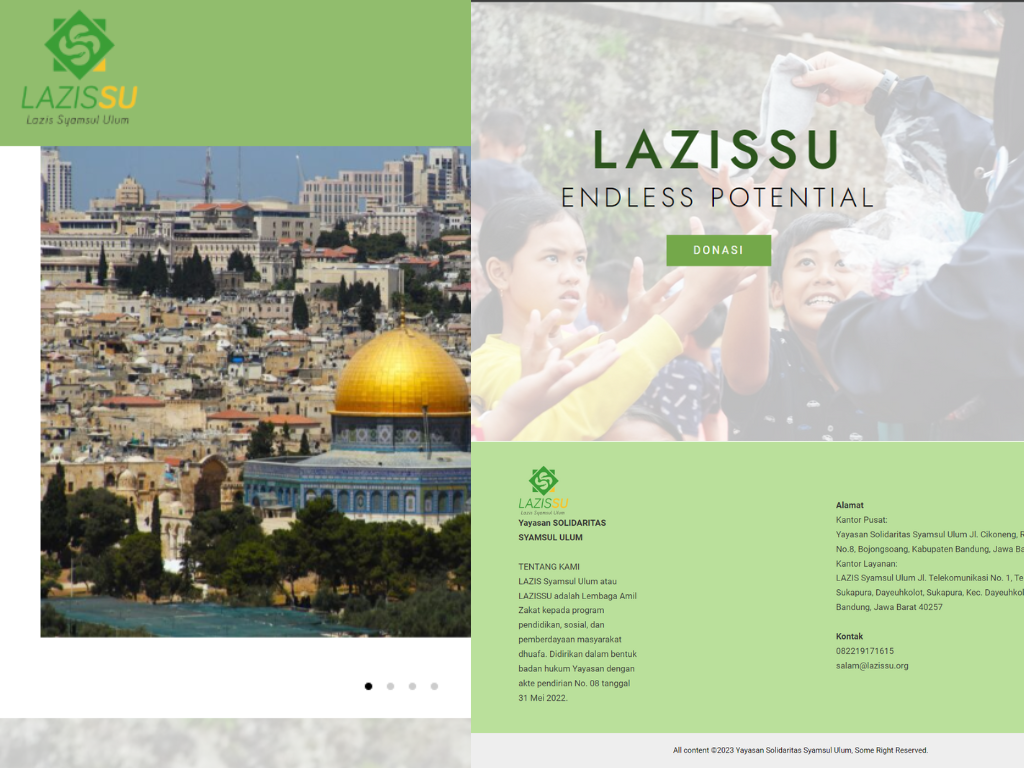 LAZISSU
Lazis Syamsul Ulum
LAZISSU
ENDLESS POTENTIAL
DONASI
LAZISSU
Lazis Syamsul Ulum
Yayasan SOLIDARITAS
SYAMSUL ULUM
TENTANG KAMI
LAZIS Syamsul Ulum atau
LAZISSU adalah Lembaga Amil
Zakat kepada program
pendidikan, sosial, dan
pemberdayaan masyarakat
dhuafa. Didirikan dalam bentuk
badan hukum Yayasan dengan
akte pendirian No. 08 tanggal
31 Mei 2022.
Alamat
Kantor Pusat:
Yayasan Solidaritas Syamsul Ulum Jl. Cikoneng, R
No.8, Bojongsoang, Kabupaten Bandung, Jawa Ba
Kantor Layanan:
LAZIS Syamsul Ulum Jl. Telekomunikasi No. 1, Te
Sukapura, Dayeuhkolot, Sukapura, Kec. Dayeuhkol
Bandung, Jawa Barat 40257
Kontak
082219171615
salam@lazissu.org
All content ©2023 Yayasan Solidaritas Syamsul Ulum, Some Right Reserved.